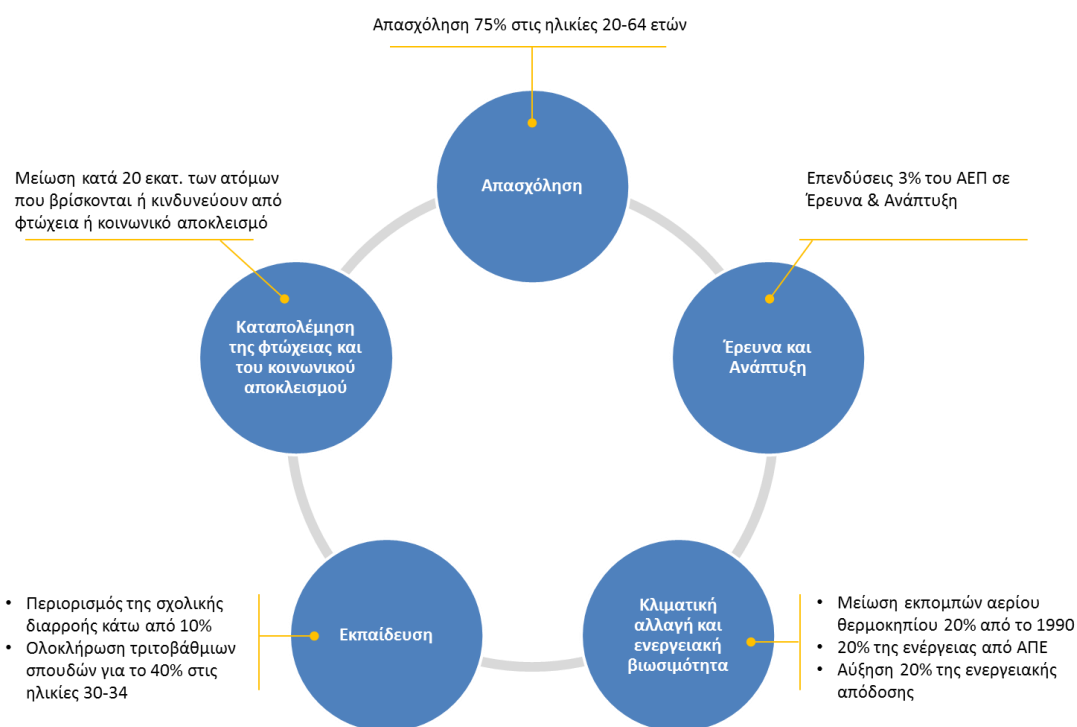 Απασχόληση 75% στις ηλικίες 20-64 ετών
Απασχόληση
Μείωση κατά 20 εκατ. των ατόμων
που βρίσκονται ή κινδυνεύουν από
φτώχεια ή κοινωνικό αποκλεισμό
Επενδύσεις 3% του ΑΕΠ σε
Έρευνα & Ανάπτυξη
Καταπολέμηση
της φτώχειας και
του κοινωνικού
αποκλεισμού
Έρευνα και
Ανάπτυξη
• Περιορισμός της σχολικής
διαρροής κάτω από 10%
• Ολοκλήρωση τριτοβάθμιων
σπουδών για το 40% στις
ηλικίες 30-34
Εκπαίδευση
Κλιματική
αλλαγή και
ενεργειακή
βιωσιμότητα
• Μείωση εκπομπών αερίου
θερμοκηπίου 20% από το 1990
• 20% της ενέργειας από ΑΠΕ
• Αύξηση 20% της ενεργειακής
απόδοσης